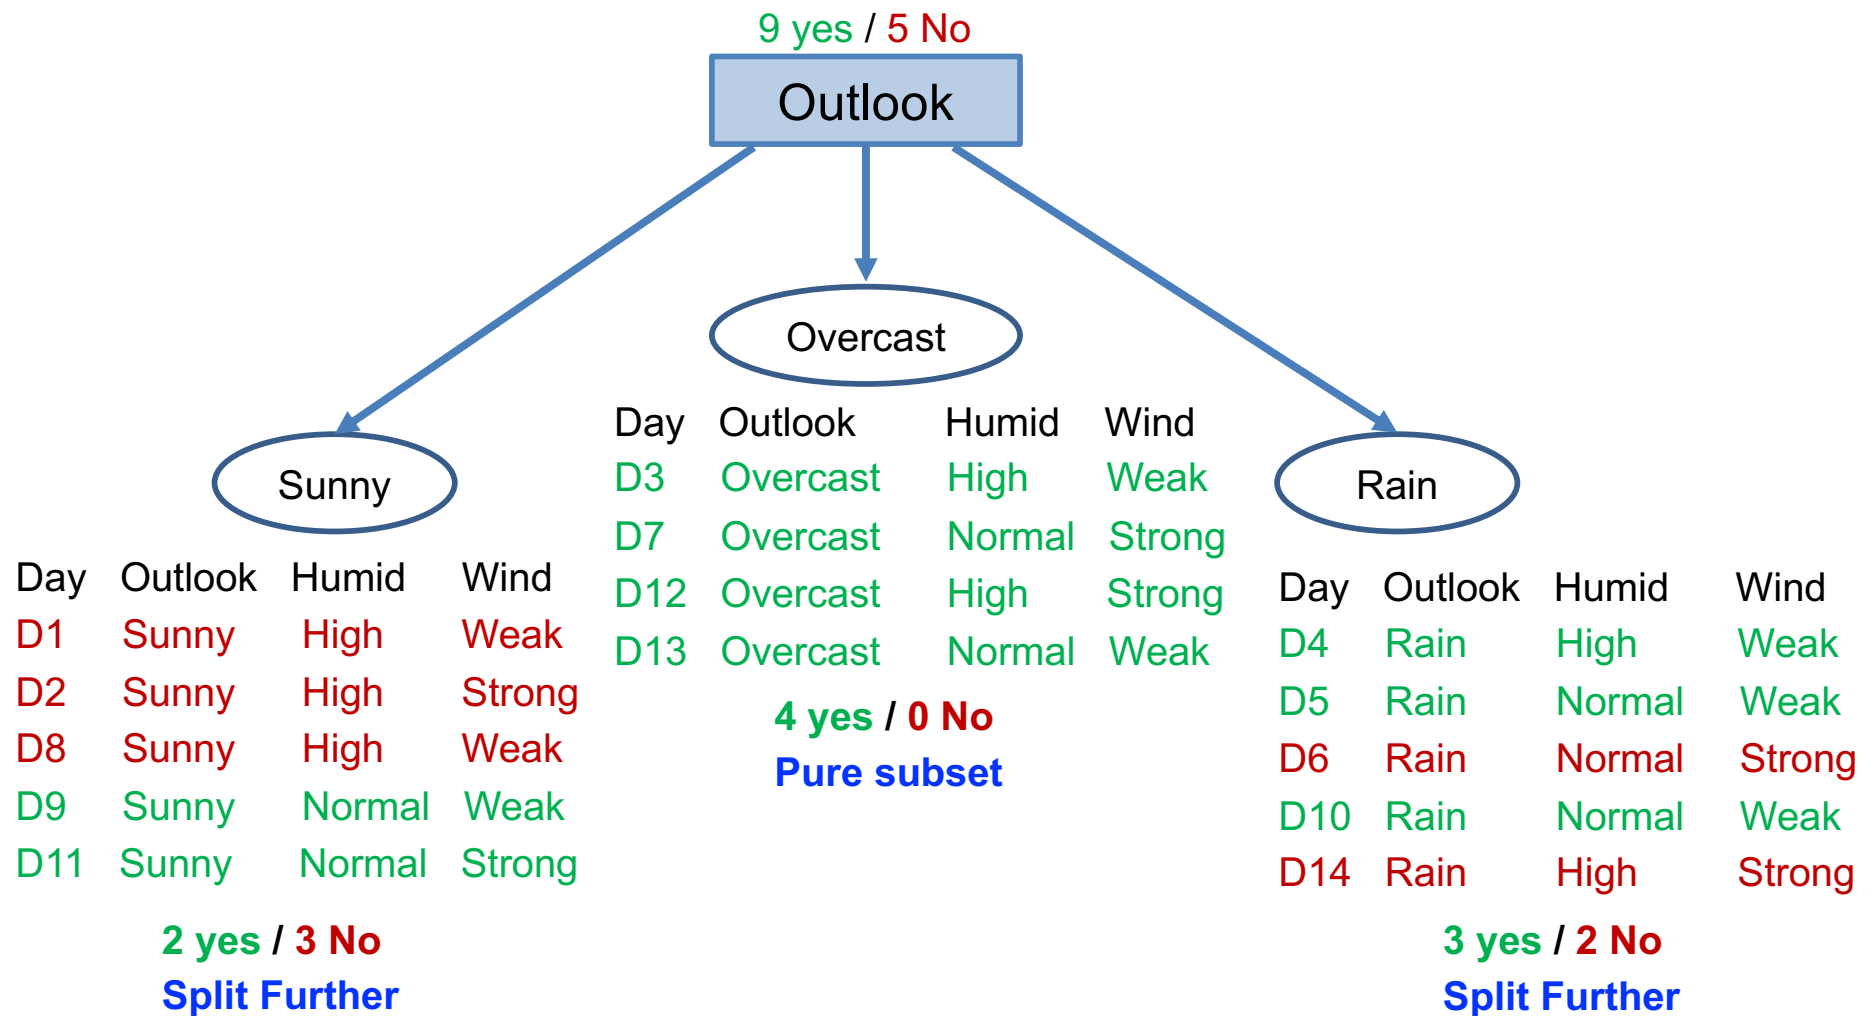 9 yes / 5 No
Outlook
Overcast
Day Outlook Humid Wind
D3 Overcast High Weak
D7 Overcast Normal Strong
D12 Overcast High Strong
D13 Overcast Normal Weak
4 yes / 0 No
Pure subset
Sunny
Day Outlook Humid Wind
D1 Sunny High Weak
D2 Sunny High Strong
D8 Sunny High Weak
D9 Sunny Normal Weak
D11 Sunny Normal Strong
2 yes / 3 No
Split Further
Rain
Day Outlook Humid Wind
D4 Rain High Weak
D5 Rain Normal Weak
D6 Rain Normal Strong
D10 Rain Normal Weak
D14 Rain High Strong
3 yes / 2 No
Split Further